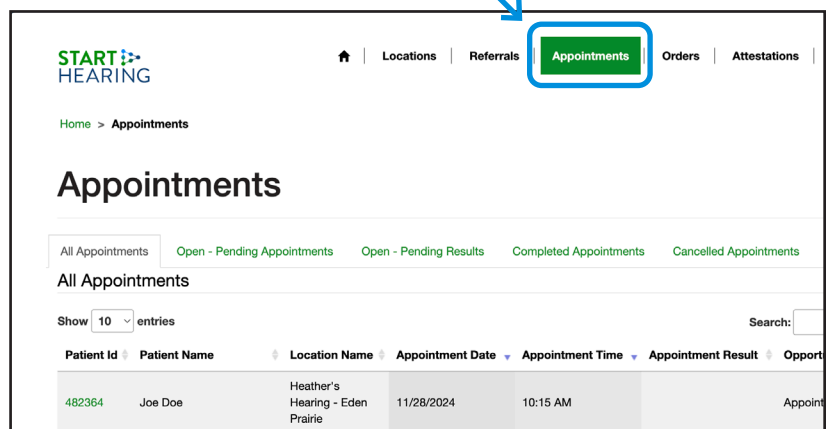 START
HEARING
Locations Referrals Appointments Orders Attestations
Home > Appointments
Appointments
All Appointments Open - Pending Appointments Open - Pending Results Completed Appointments Cancelled Appointments
All Appointments
Show 10 entries
Search:
Patient Id Patient Name Location Name Appointment Date Appointment Time Appointment Result Opport
482364 Joe Doe Heather's Hearing - Eden Prairie 11/28/2024 10:15 AM Appoint